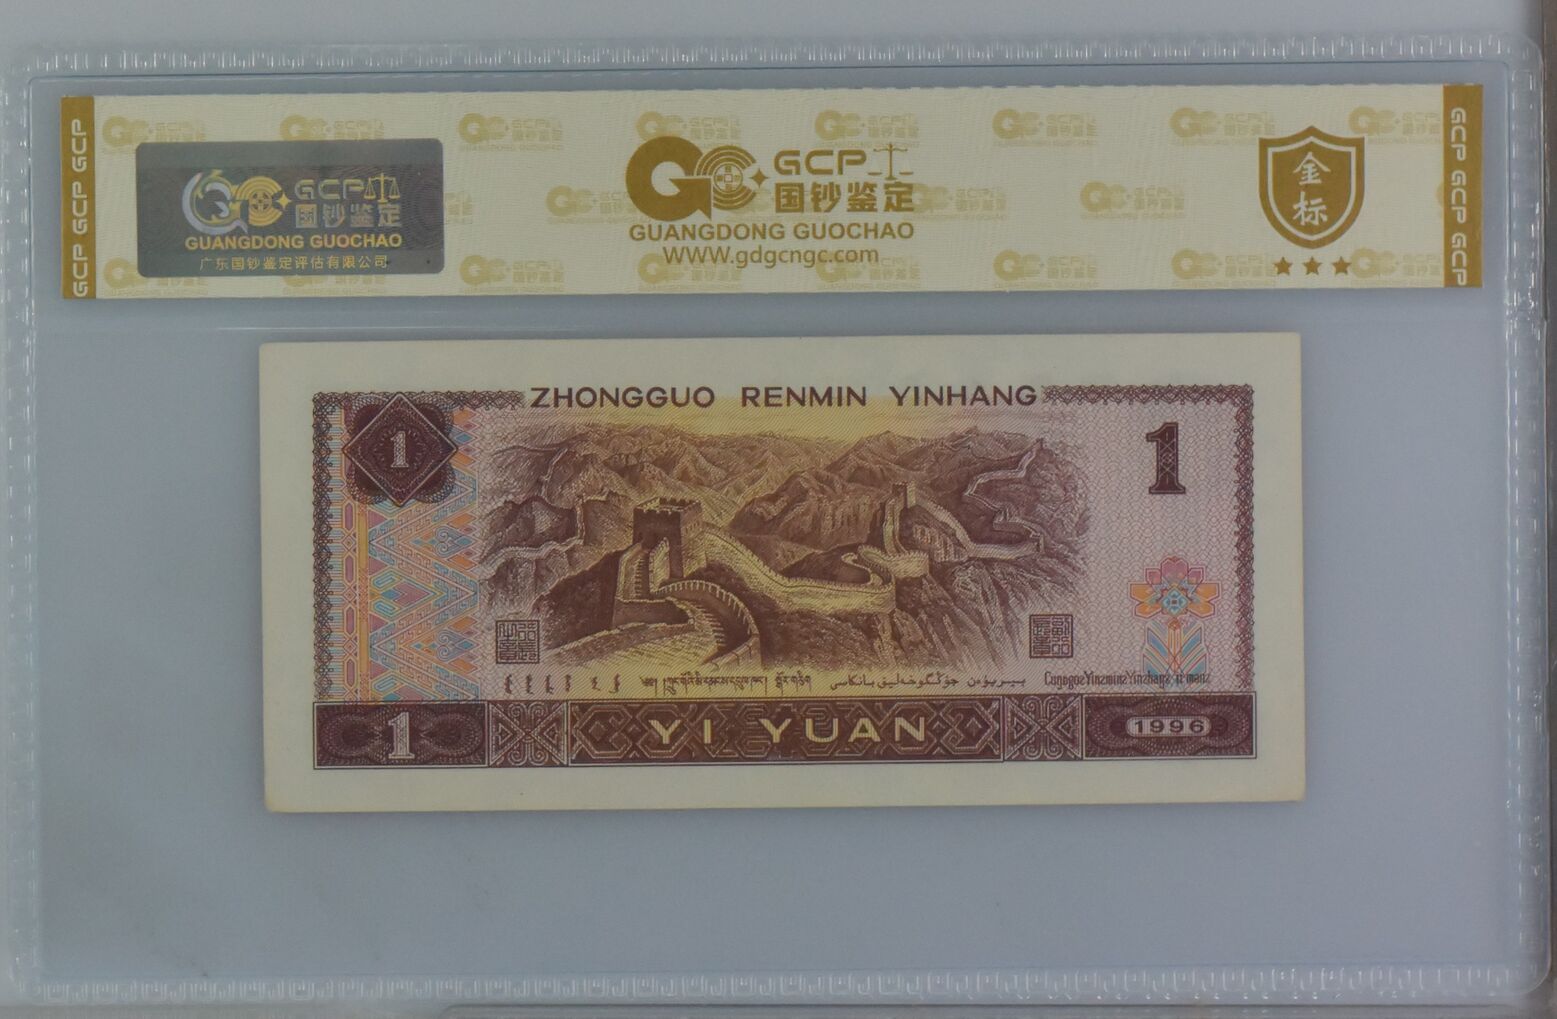 GCP GCP GCP
GCP
国钞鉴定
GUANGDONG GUOCHAO
广东国钞鉴定评估有限公司
GCP
国钞鉴定
GUANGDONG GUOCHAO
WWW.gdgcngc.com
金
标
GCP GCP GCP
ZHONGGUO RENMIN YINHANG
1
1
1
YI YUAN
1996